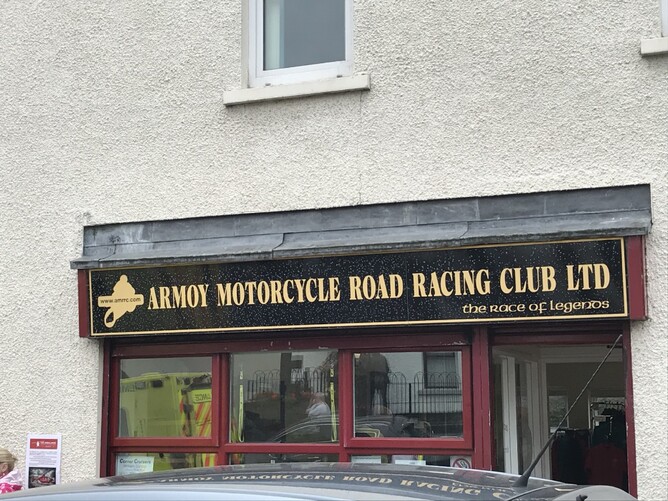 www.amrrc.com
ARMOY MOTORCYCLE ROAD RACING CLUB LTD
the race of legends